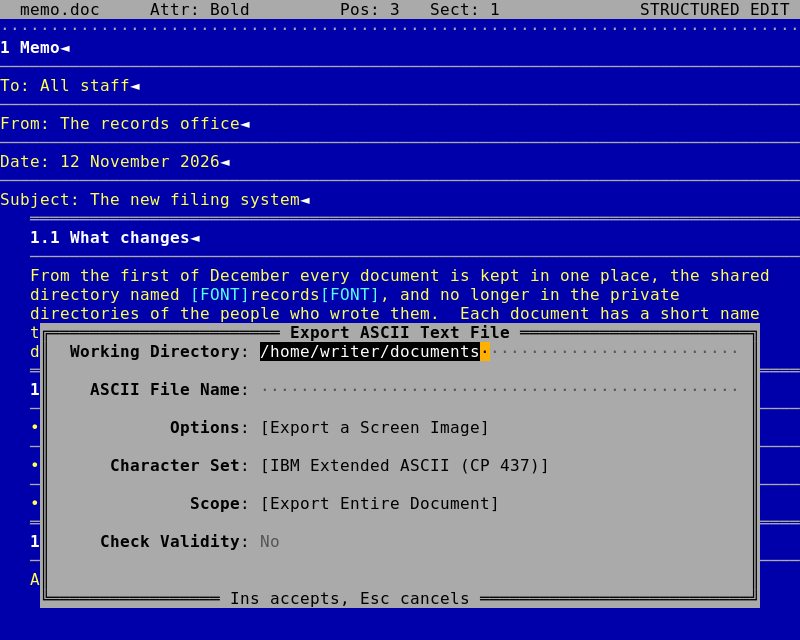 memo.doc Attr: Bold Pos: 3 Sect: 1 STRUCTURED EDIT
1 Memo◄
To: All staff◄
From: The records office◄
Date: 12 November 2026◄
Subject: The new filing system◄
1.1 What changes◄
From the first of December every document is kept in one place, the shared
directory named [FONT]records[FONT], and no longer in the private
directories of the people who wrote them. Each document has a short name
t
d
Export ASCII Text File
Working Directory: /home/writer/documents
1
ASCII File Name:
• Options: [Export a Screen Image]
• Character Set: [IBM Extended ASCII (CP 437)]
• Scope: [Export Entire Document]
1 Check Validity: No
A
Ins accepts, Esc cancels